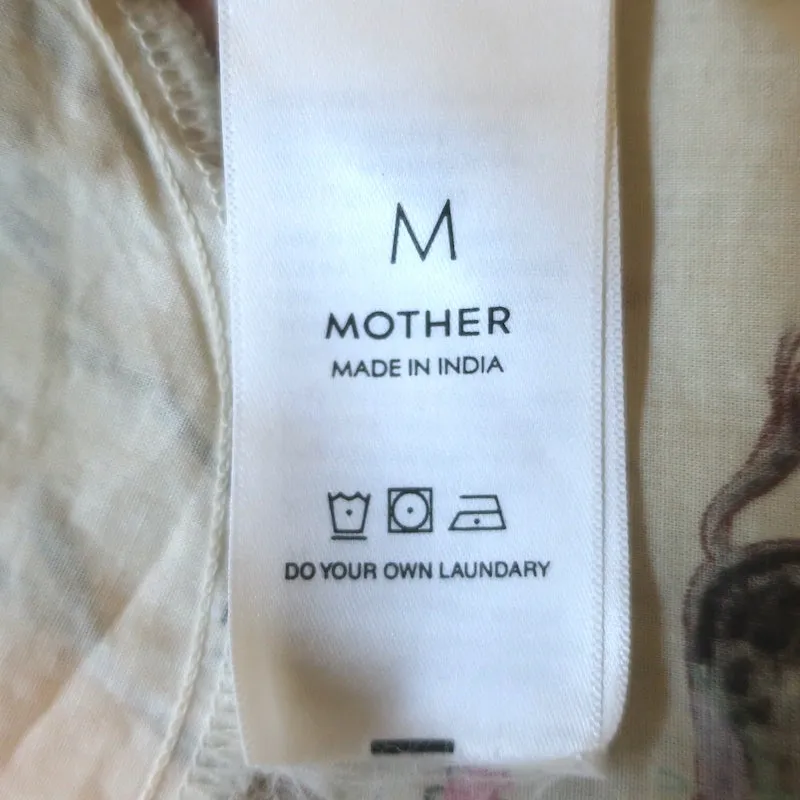 M
MOTHER
MADE IN INDIA
DO YOUR OWN LAUNDARY